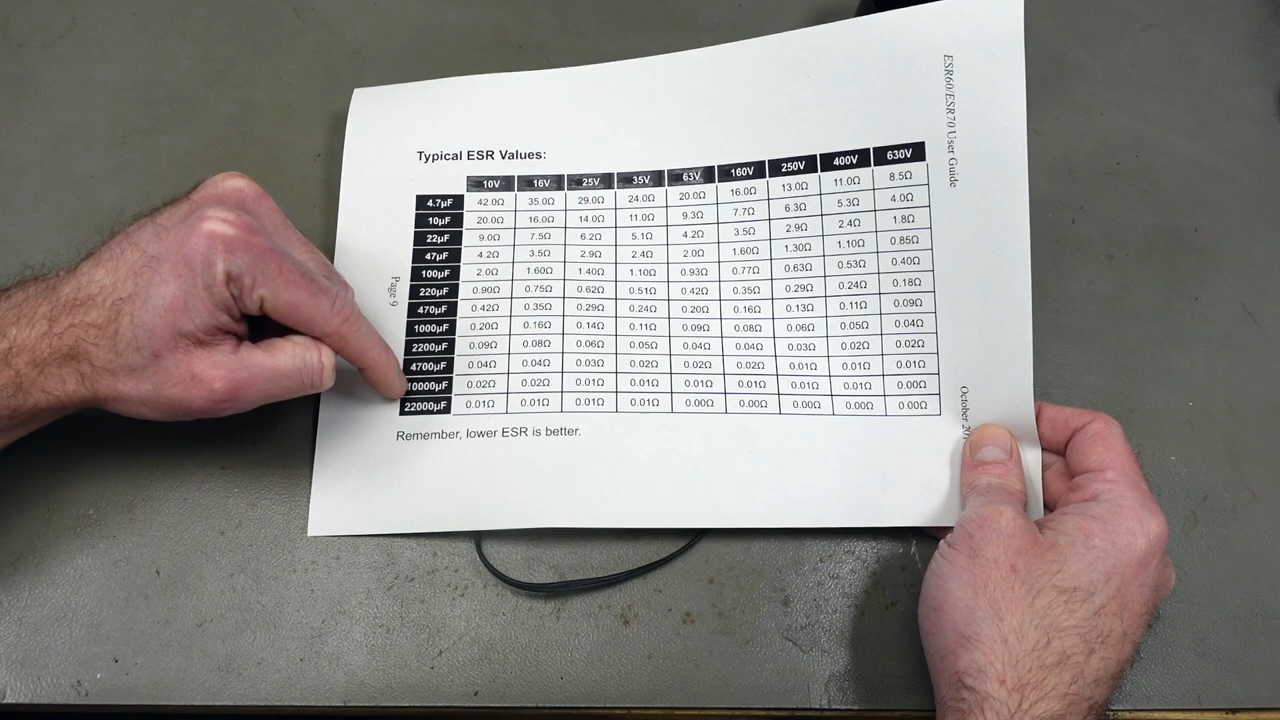 Typical ESR Values:
10V 16V 25V 35V 63V 160V 250V 400V 630V
4.7µF 42.0Ω 35.0Ω 29.0Ω 24.0Ω 20.0Ω 16.0Ω 13.0Ω 11.0Ω 8.5Ω
10µF 20.0Ω 16.0Ω 14.0Ω 11.0Ω 9.3Ω 7.7Ω 6.3Ω 5.3Ω 4.0Ω
22µF 9.0Ω 7.5Ω 6.2Ω 5.1Ω 4.2Ω 3.5Ω 2.9Ω 2.4Ω 1.8Ω
47µF 4.2Ω 3.5Ω 2.9Ω 2.4Ω 2.0Ω 1.60Ω 1.30Ω 1.10Ω 0.85Ω
100µF 2.0Ω 1.60Ω 1.40Ω 1.10Ω 0.93Ω 0.77Ω 0.63Ω 0.53Ω 0.40Ω
220µF 0.90Ω 0.75Ω 0.62Ω 0.51Ω 0.42Ω 0.35Ω 0.29Ω 0.24Ω 0.18Ω
470µF 0.42Ω 0.35Ω 0.29Ω 0.24Ω 0.20Ω 0.16Ω 0.13Ω 0.11Ω 0.09Ω
1000µF 0.20Ω 0.16Ω 0.14Ω 0.11Ω 0.09Ω 0.08Ω 0.06Ω 0.05Ω 0.04Ω
2200µF 0.09Ω 0.08Ω 0.06Ω 0.05Ω 0.04Ω 0.04Ω 0.03Ω 0.02Ω 0.02Ω
4700µF 0.04Ω 0.04Ω 0.03Ω 0.02Ω 0.02Ω 0.02Ω 0.01Ω 0.01Ω 0.01Ω
10000µF 0.02Ω 0.02Ω 0.01Ω 0.01Ω 0.01Ω 0.01Ω 0.01Ω 0.01Ω 0.00Ω
22000µF 0.01Ω 0.01Ω 0.01Ω 0.01Ω 0.00Ω 0.00Ω 0.00Ω 0.00Ω 0.00Ω
Remember, lower ESR is better.
Page 9
ESR60/ESR70 User Guide
October